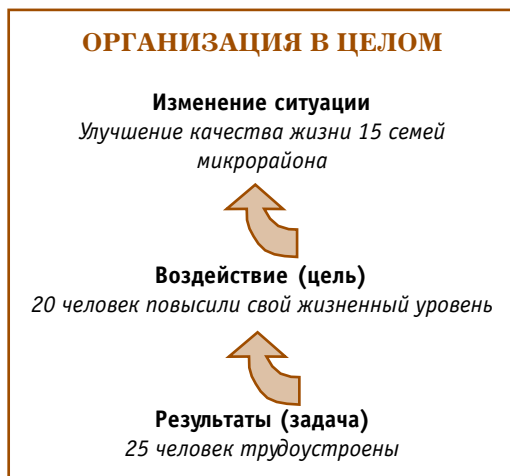 ОРГАНИЗАЦИЯ В ЦЕЛОМ
Изменение ситуации
Улучшение качества жизни 15 семей
микрорайона
Воздействие (цель)
20 человек повысили свой жизненный уровень
Результаты (задача)
25 человек трудоустроены